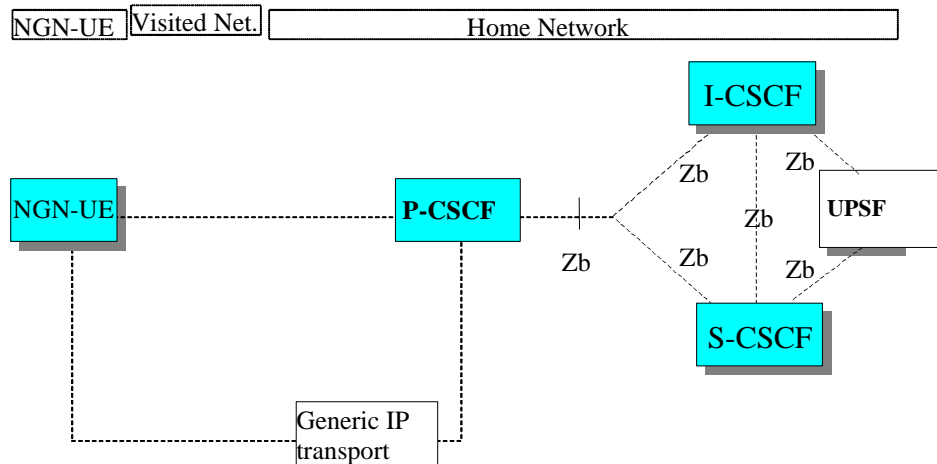 NGN-UE
Visited Net.
Home Network
I-CSCF
Zb
Zb
NGN-UE
P-CSCF
Zb
UPSF
Zb
Zb
Zb
S-CSCF
Generic IP
transport